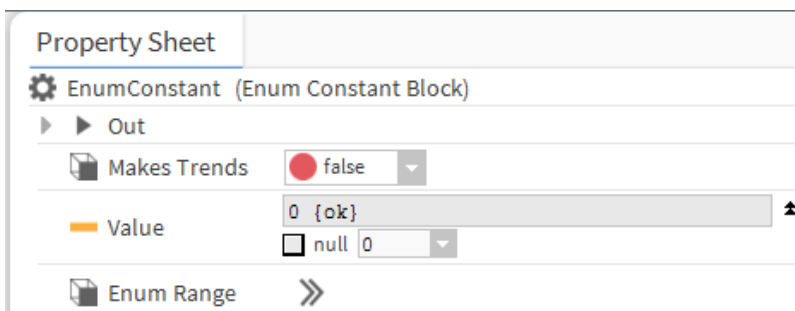 Property Sheet
EnumConstant (Enum Constant Block)
Out
Makes Trends false
Value 0 {ok}
null 0
Enum Range